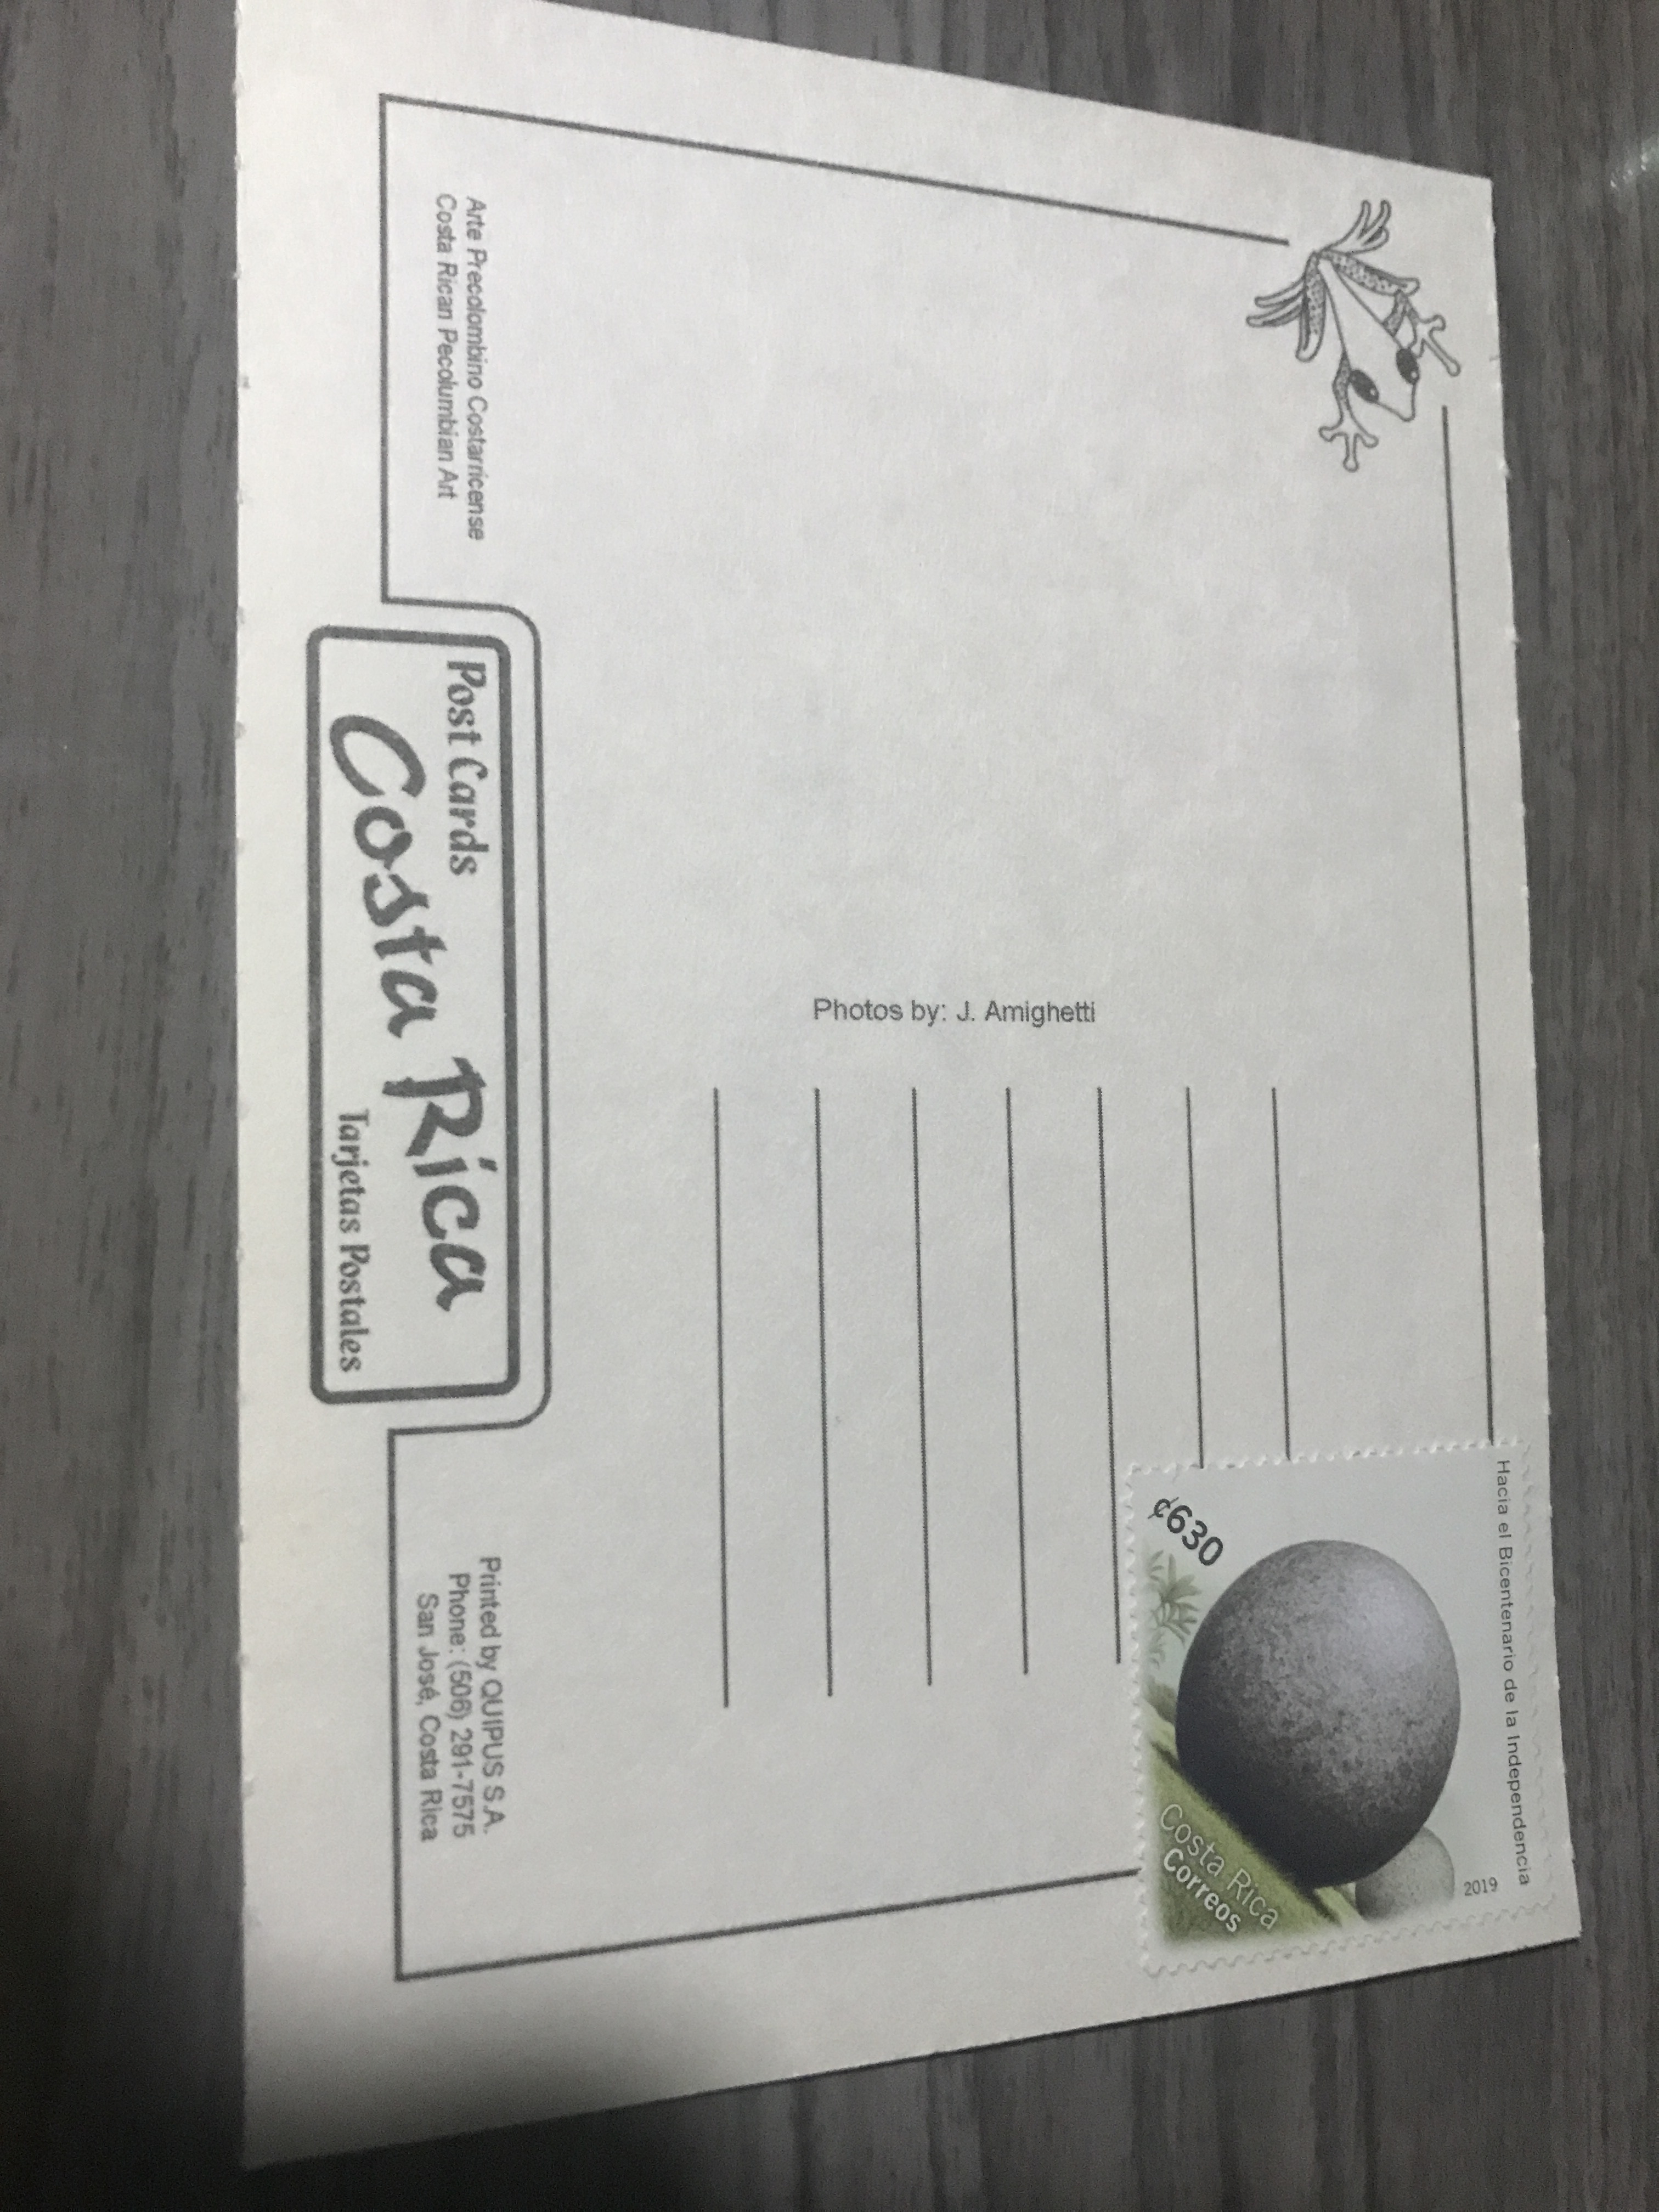 Hacia el Bicentenario de la Independencia
2019
₡630
Costa Rica
Correos
Photos by: J. Amighetti
Arte Precolombino Costarricense
Costa Rican Pecolumbian Art
Post Cards
Costa Rica
Tarjetas Postales
Printed by QUIPUS S.A.
Phone: (506) 291-7575
San José, Costa Rica